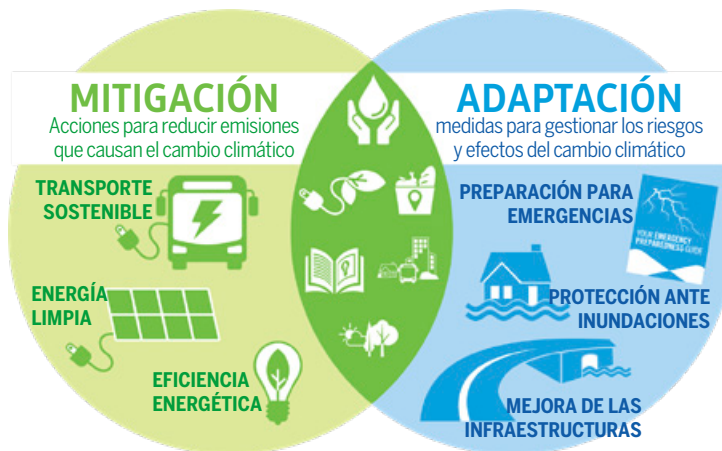 MITIGACIÓN
Acciones para reducir emisiones
que causan el cambio climático
TRANSPORTE
SOSTENIBLE
ENERGÍA
LIMPIA
EFICIENCIA
ENERGÉTICA
ADAPTACIÓN
medidas para gestionar los riesgos
y efectos del cambio climático
PREPARACIÓN PARA
EMERGENCIAS
YOUR EMERGENCY
PREPAREDNESS GUIDE
PROTECCIÓN ANTE
INUNDACIONES
MEJORA DE LAS
INFRAESTRUCTURAS